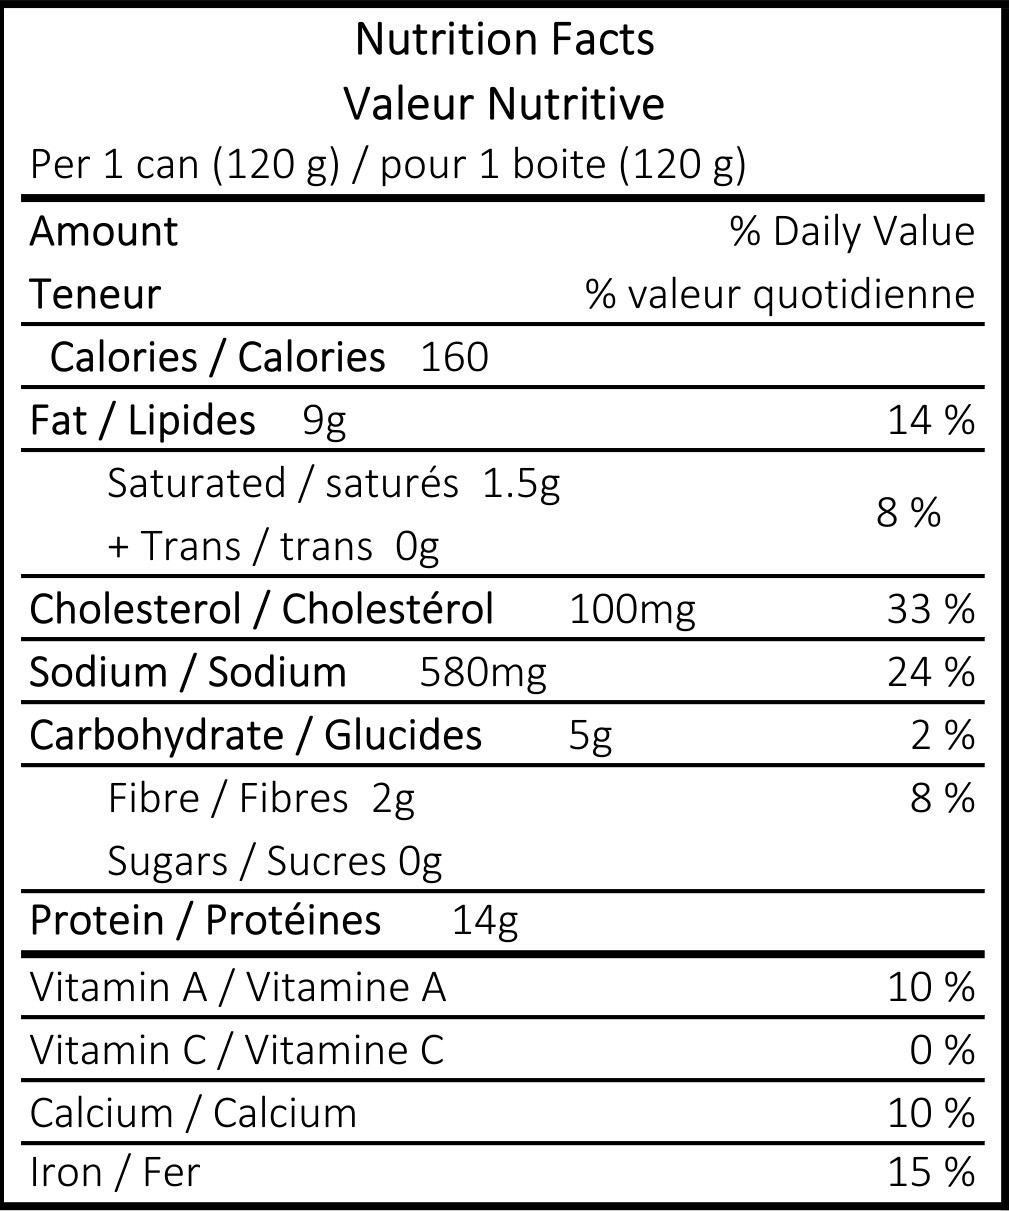 Nutrition Facts
Valeur Nutritive
Per 1 can (120 g) / pour 1 boite (120 g)
Amount % Daily Value
Teneur % valeur quotidienne
Calories / Calories 160
Fat / Lipides 9g 14 %
Saturated / saturés 1.5g
8 %
+ Trans / trans 0g
Cholesterol / Cholestérol 100mg 33 %
Sodium / Sodium 580mg 24 %
Carbohydrate / Glucides 5g 2 %
Fibre / Fibres 2g 8 %
Sugars / Sucres 0g
Protein / Protéines 14g
Vitamin A / Vitamine A 10 %
Vitamin C / Vitamine C 0 %
Calcium / Calcium 10 %
Iron / Fer 15 %